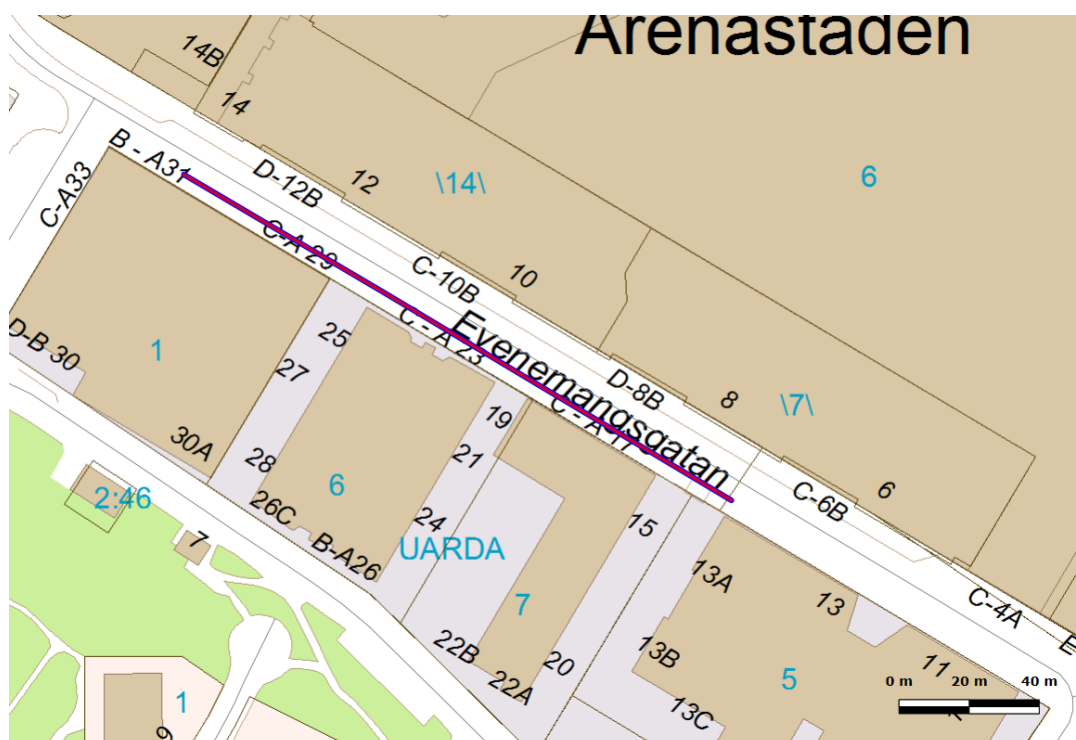 Arenastaden
14B
14
B - A31
D-12B
12
\14\
6
C-A33
C-A 29
C-10B
10
Evenemangsgatan
25
C - A 23
D-8B
8
\7\
D-B 30
1
27
19
C - A 17
C-6B
6
30A
28
21
6
2:46
26C
24
15
7
B-A26
UARDA
13A
13
C-4A
7
22B
20
13B
11
22A
5
1
13C
0 m
20 m
40 m
9